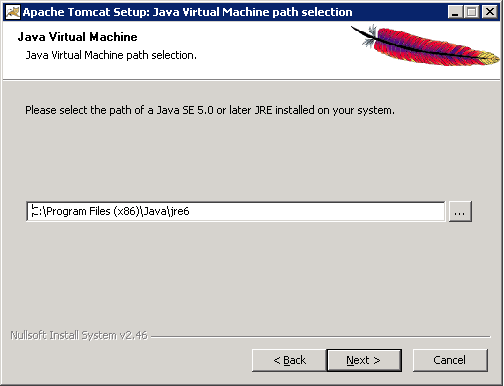 Apache Tomcat Setup: Java Virtual Machine path selection
Java Virtual Machine
Java Virtual Machine path selection.
Please select the path of a Java SE 5.0 or later JRE installed on your system.
C:\Program Files (x86)\Java\jre6
...
Nullsoft Install System v2.46
< Back
Next >
Cancel